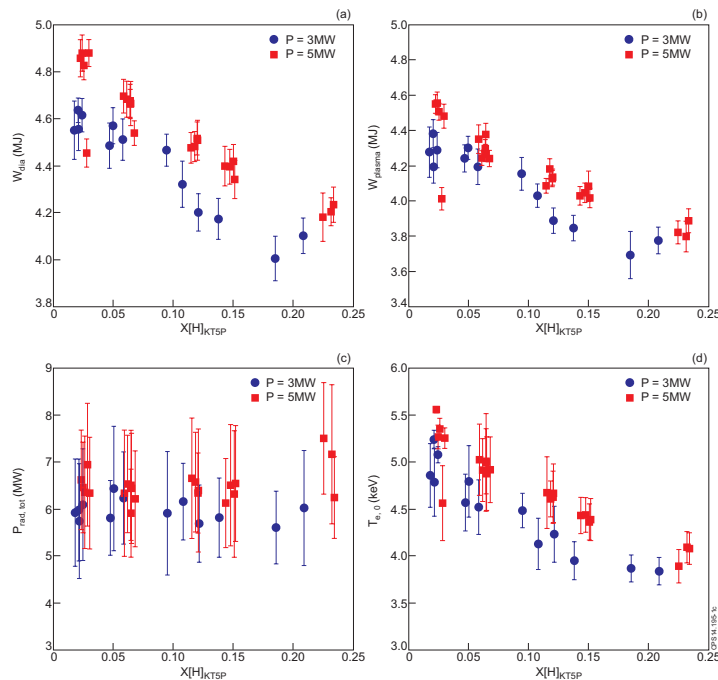 (a)
P = 3MW
P = 5MW
5.0
4.8
4.6
4.4
4.2
4.0
3.8
W_dia (MJ)
0 0.05 0.10 0.15 0.20 0.25
X[H]_KT5P
(b)
P = 3MW
P = 5MW
5.0
4.8
4.6
4.4
4.2
4.0
3.8
3.6
3.4
W_plasma (MJ)
0 0.05 0.10 0.15 0.20 0.25
X[H]_KT5P
(c)
P = 3MW
P = 5MW
9
8
7
6
5
4
3
P_rad, tot (MW)
0 0.05 0.10 0.15 0.20 0.25
X[H]_KT5P
(d)
P = 3MW
P = 5MW
6.0
5.5
5.0
4.5
4.0
3.5
3.0
T_e, 0 (keV)
0 0.05 0.10 0.15 0.20 0.25
X[H]_KT5P
CPS14.195-1c